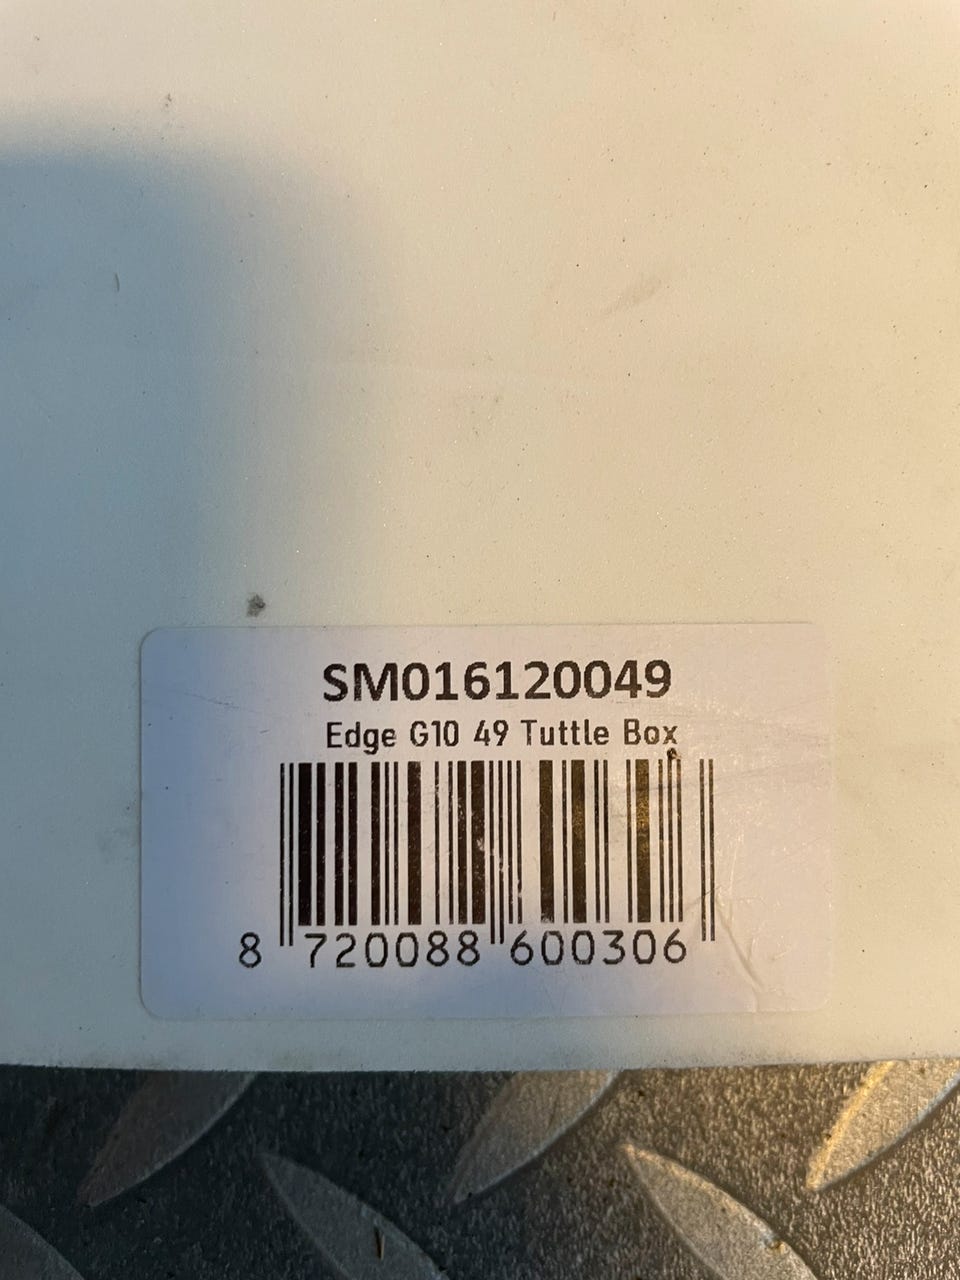 SM016120049
Edge G10 49 Tuttle Box
8 720088 600306